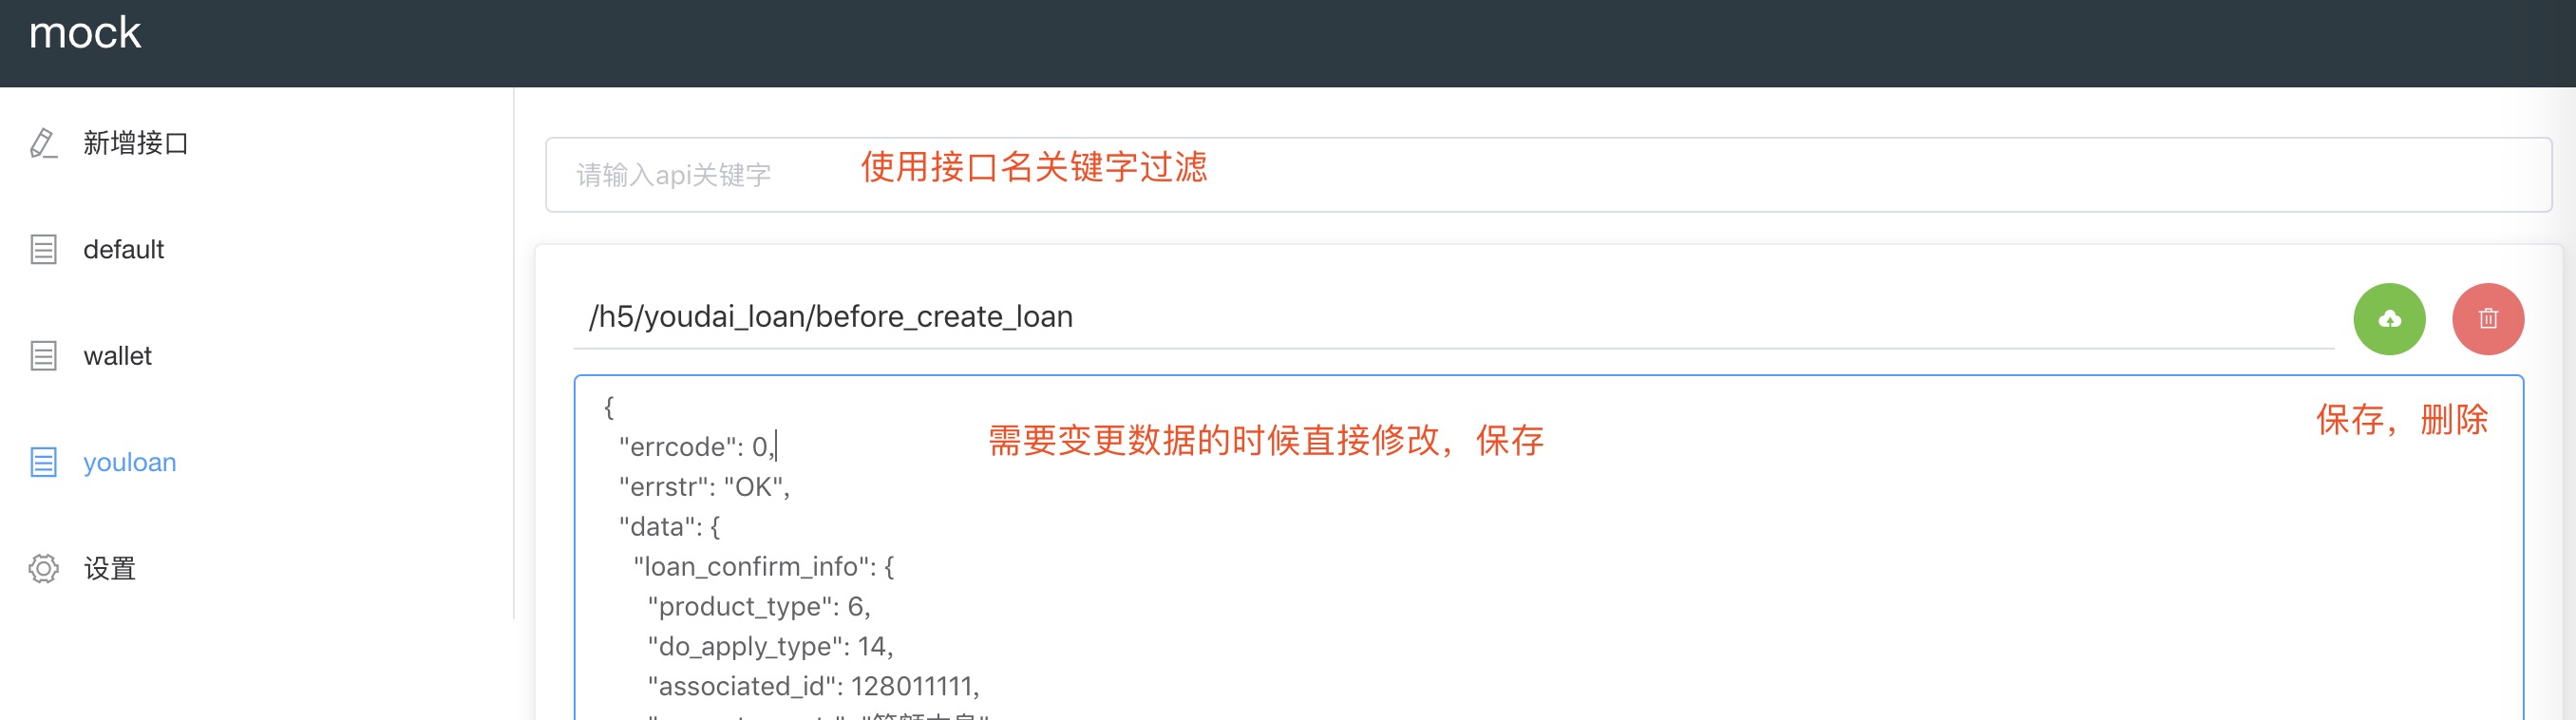 mock
新增接口
default
wallet
youloan
设置
请输入api关键字
使用接口名关键字过滤
/h5/youdai_loan/before_create_loan
保存，删除
需要变更数据的时候直接修改，保存
{
"errcode": 0,
"errstr": "OK",
"data": {
"loan_confirm_info": {
"product_type": 6,
"do_apply_type": 14,
"associated_id": 128011111,